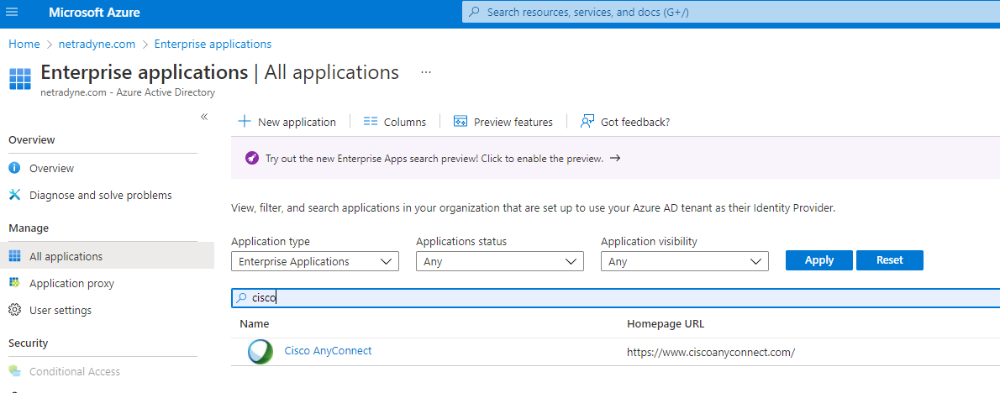 Microsoft Azure
Search resources, services, and docs (G+/)
Home > netradyne.com > Enterprise applications
Enterprise applications | All applications ...
netradyne.com - Azure Active Directory
«
Overview
Overview
Diagnose and solve problems
Manage
All applications
Application proxy
User settings
Security
Conditional Access
+ New application
Columns
Preview features
Got feedback?
Try out the new Enterprise Apps search preview! Click to enable the preview. →
View, filter, and search applications in your organization that are set up to use your Azure AD tenant as their Identity Provider.
Application type
Applications status
Application visibility
Enterprise Applications
Any
Any
Apply
Reset
cisco
Name
Homepage URL
Cisco AnyConnect
https://www.ciscoanyconnect.com/